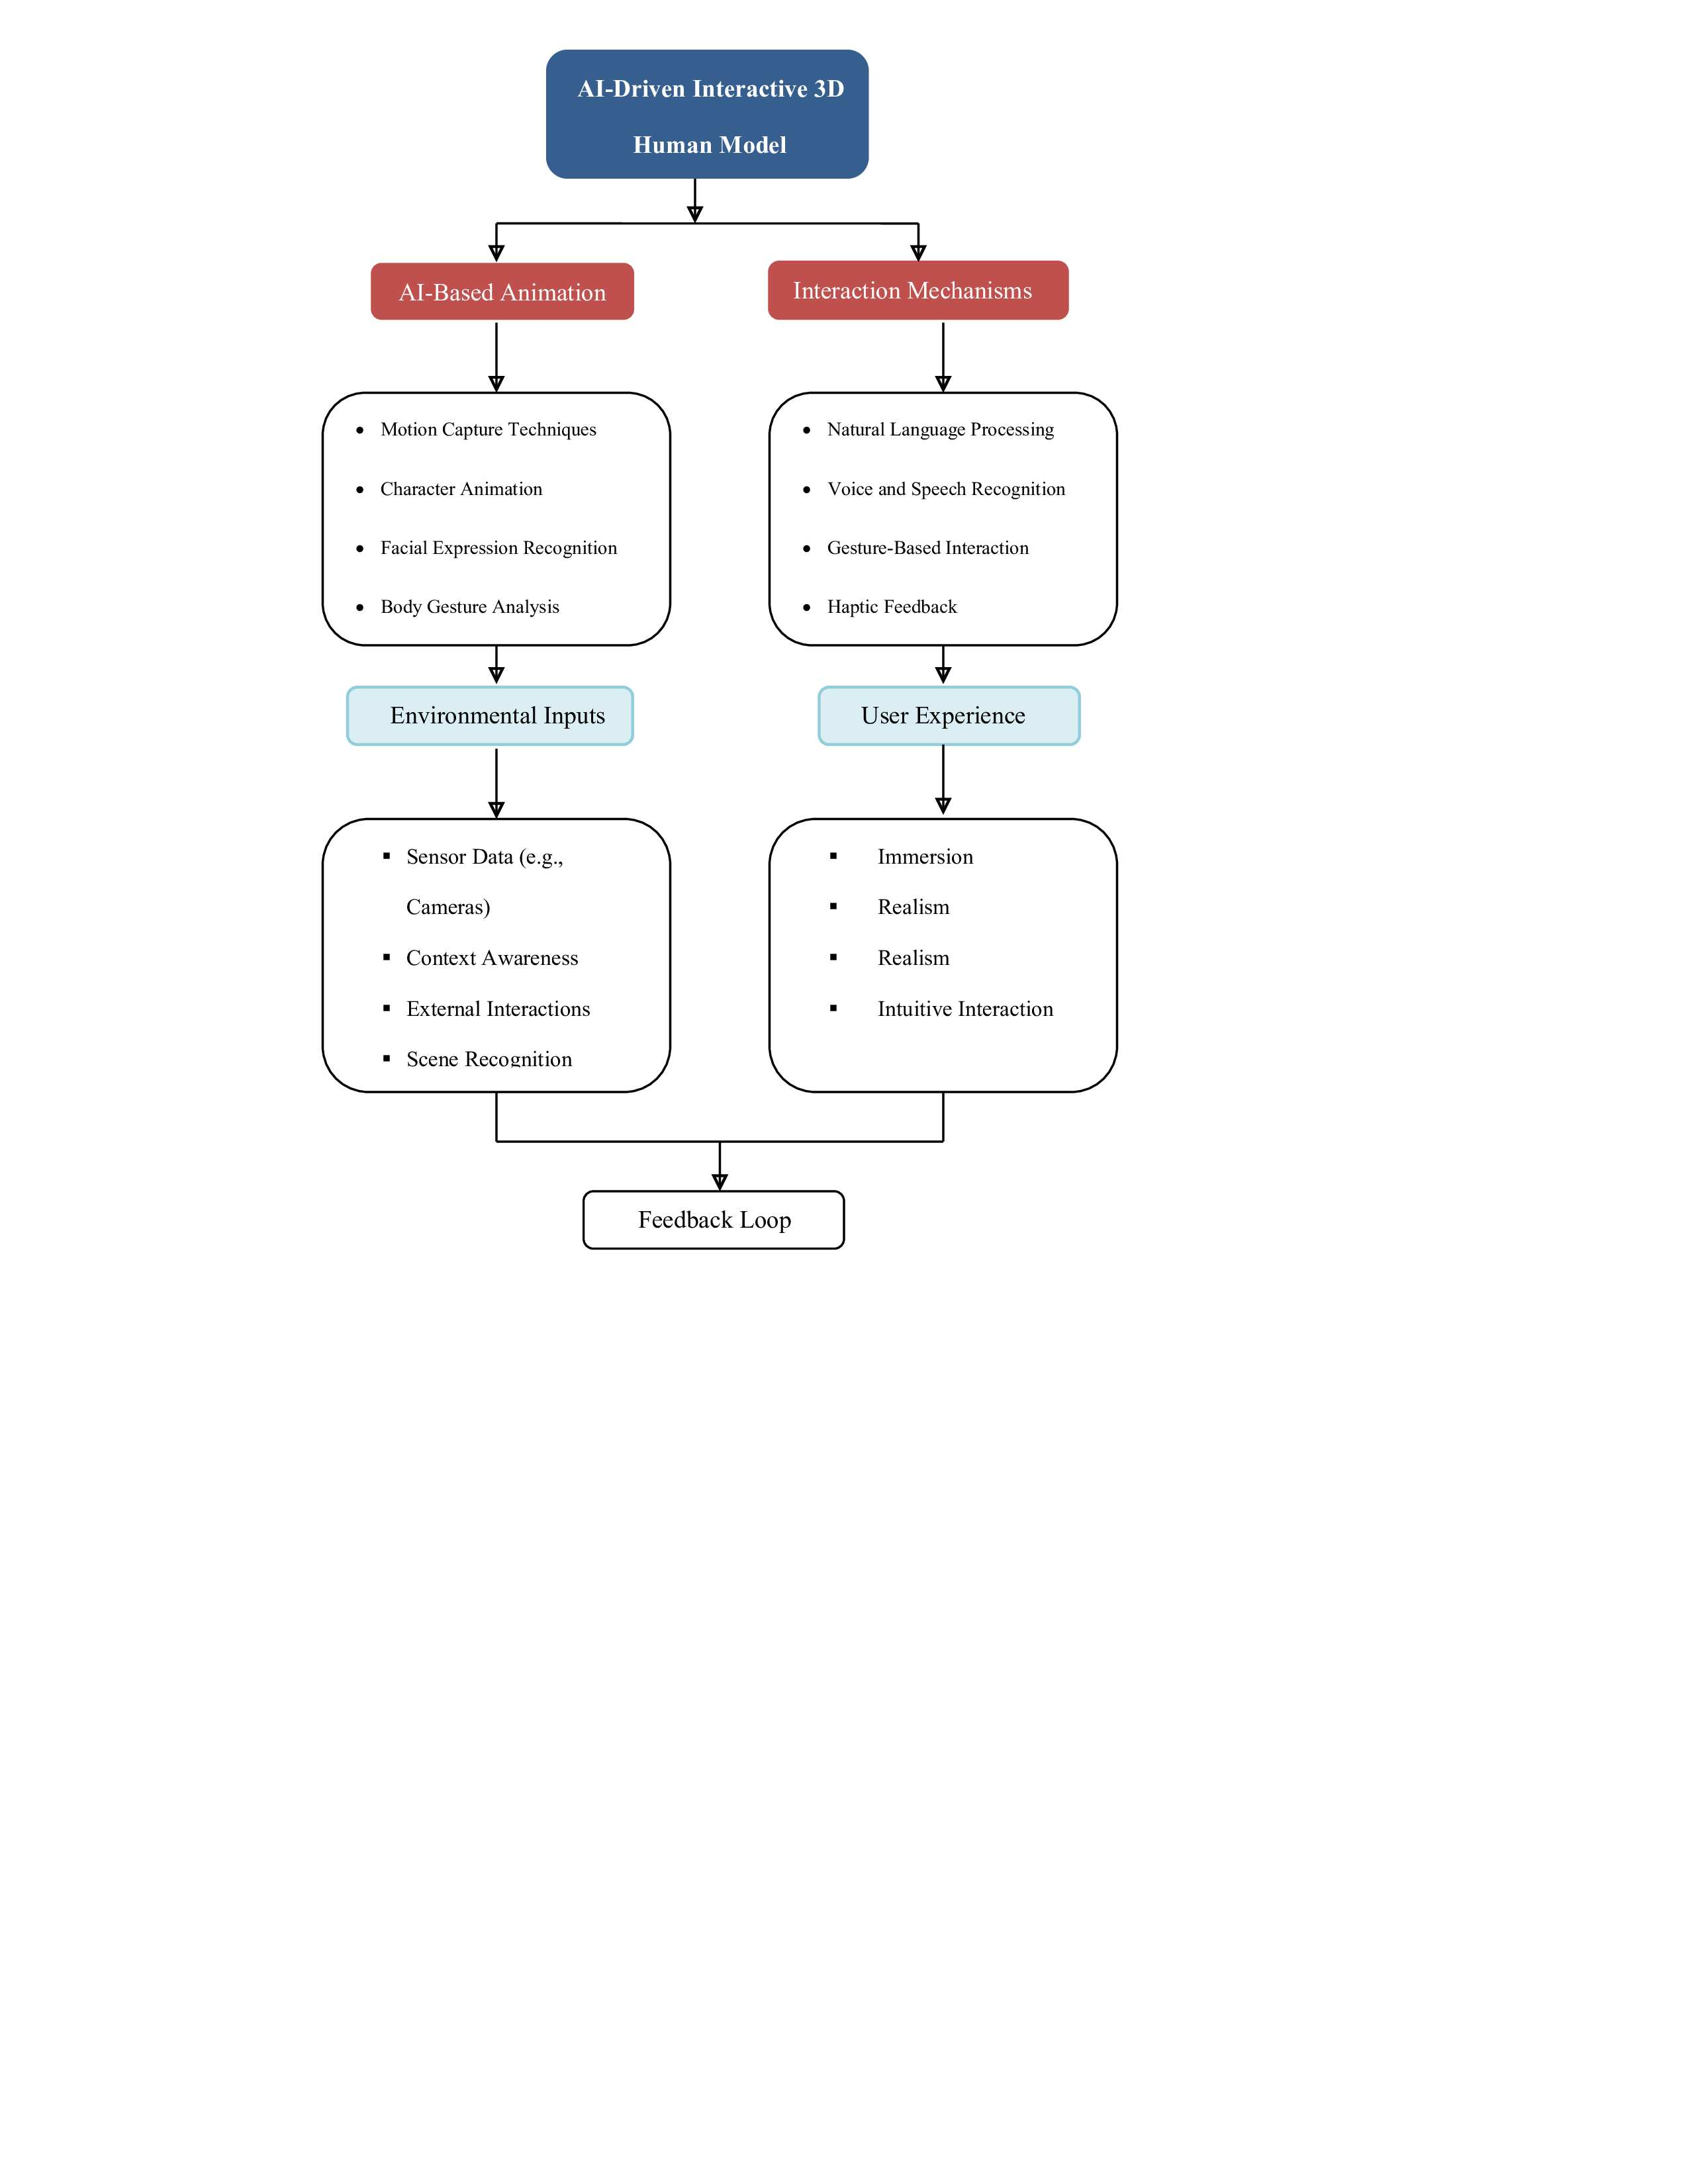 AI-Driven Interactive 3D
Human Model
AI-Based Animation
Interaction Mechanisms
• Motion Capture Techniques
• Character Animation
• Facial Expression Recognition
• Body Gesture Analysis
• Natural Language Processing
• Voice and Speech Recognition
• Gesture-Based Interaction
• Haptic Feedback
Environmental Inputs
User Experience
▪ Sensor Data (e.g.,
Cameras)
▪ Context Awareness
▪ External Interactions
▪ Scene Recognition
▪ Immersion
▪ Realism
▪ Realism
▪ Intuitive Interaction
Feedback Loop